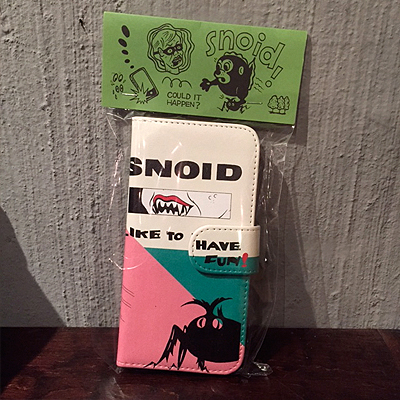 snoid!
COULD IT
HAPPEN?
SNOID
IKE TO HAVE
FUN!